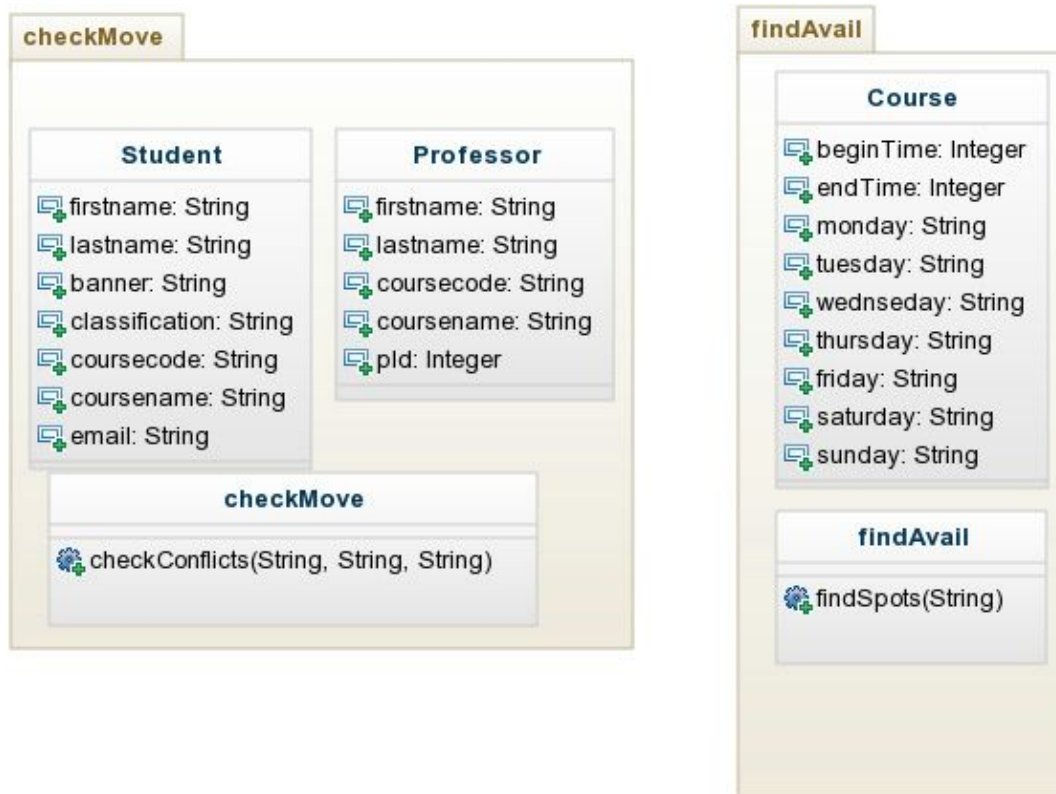 checkMove
Student
firstname: String
lastname: String
banner: String
classification: String
coursecode: String
coursename: String
email: String
Professor
firstname: String
lastname: String
coursecode: String
coursename: String
pId: Integer
checkMove
checkConflicts(String, String, String)
findAvail
Course
beginTime: Integer
endTime: Integer
monday: String
tuesday: String
wednseday: String
thursday: String
friday: String
saturday: String
sunday: String
findAvail
findSpots(String)